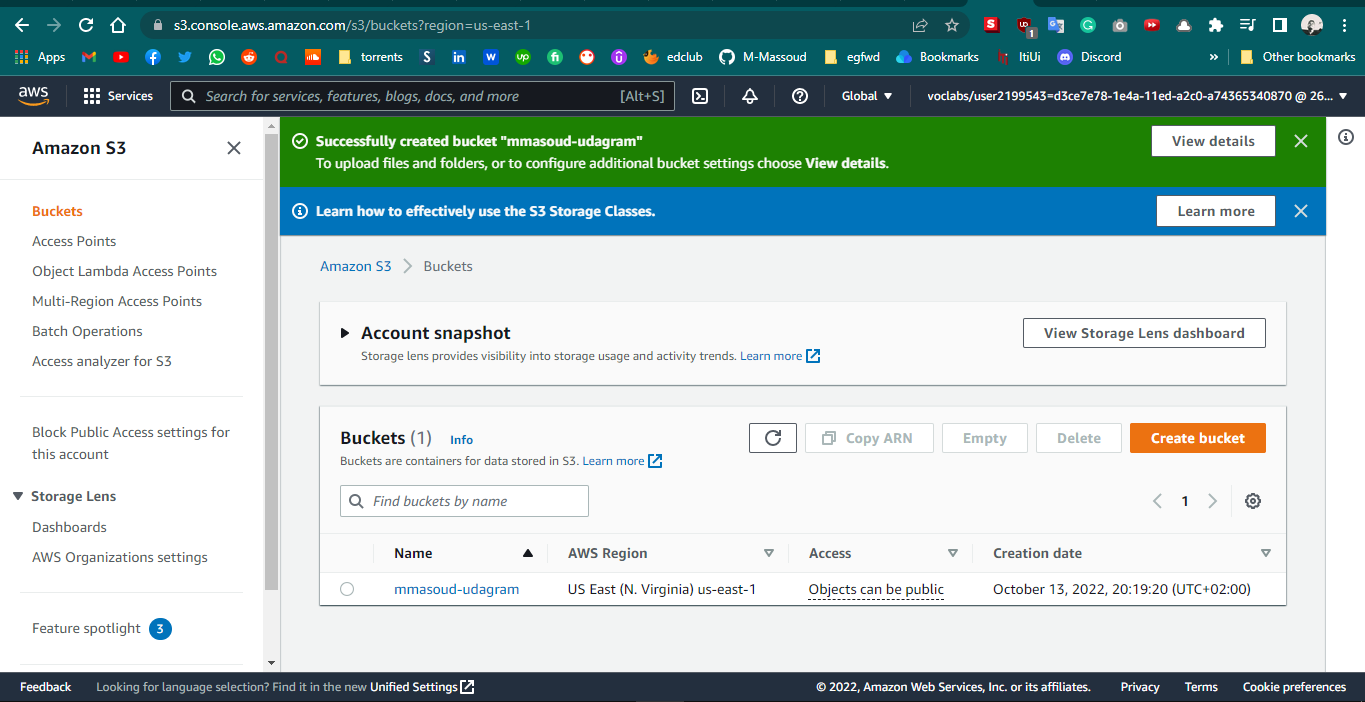 s3.console.aws.amazon.com/s3/buckets?region=us-east-1
S UD 1 G
Apps S in W up fi torrents edclub M-Massoud egfwd Bookmarks ItiUi Discord » Other bookmarks
aws Services Search for services, features, blogs, docs, and more [Alt+S] Global voclabs/user2199543=d3ce7e78-1e4a-11ed-a2c0-a74365340870 @ 26...
Amazon S3
Buckets
Access Points
Object Lambda Access Points
Multi-Region Access Points
Batch Operations
Access analyzer for S3
Block Public Access settings for
this account
Storage Lens
Dashboards
AWS Organizations settings
Feature spotlight 3
Successfully created bucket "mmasoud-udagram"
To upload files and folders, or to configure additional bucket settings choose View details.
View details
Learn how to effectively use the S3 Storage Classes.
Learn more
Amazon S3 > Buckets
Account snapshot
Storage lens provides visibility into storage usage and activity trends. Learn more
View Storage Lens dashboard
Buckets (1) Info
Buckets are containers for data stored in S3. Learn more
Copy ARN Empty Delete Create bucket
Find buckets by name
1
Name AWS Region Access Creation date
mmasoud-udagram US East (N. Virginia) us-east-1 Objects can be public October 13, 2022, 20:19:20 (UTC+02:00)
Feedback Looking for language selection? Find it in the new Unified Settings © 2022, Amazon Web Services, Inc. or its affiliates. Privacy Terms Cookie preferences